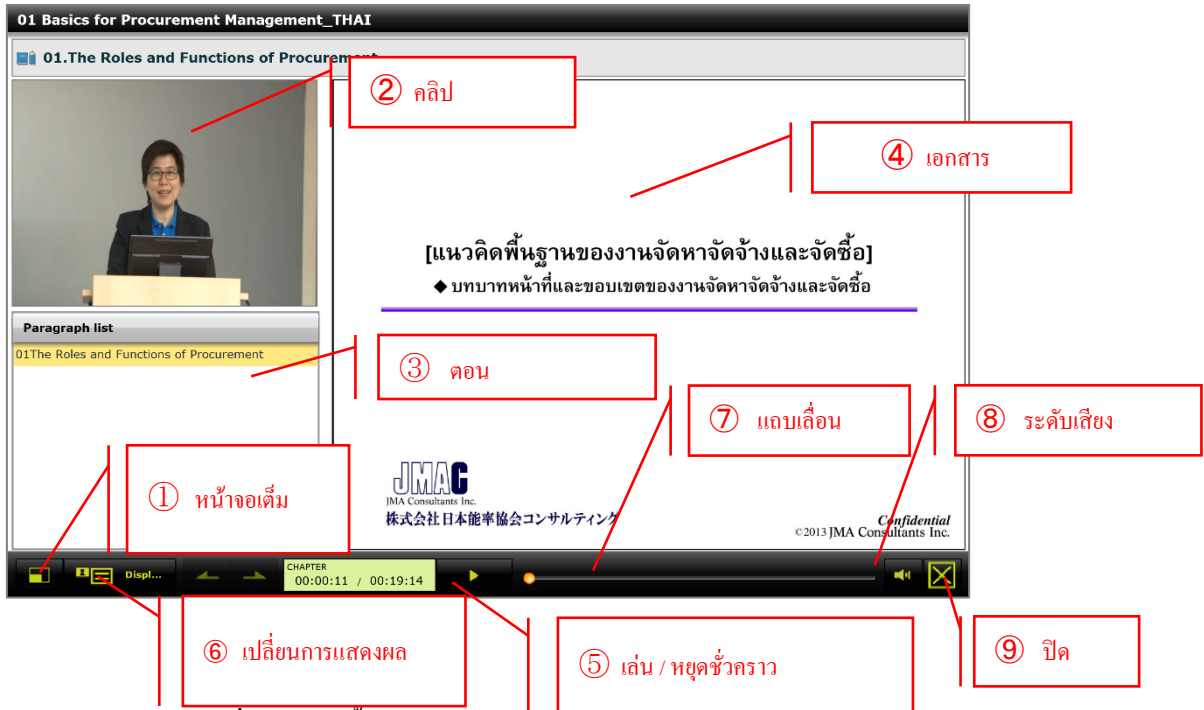 01 Basics for Procurement Management_THAI
01.The Roles and Functions of Procurement
② คลิป
④ เอกสาร
[แนวคิดพื้นฐานของงานจัดหาจัดจ้างและจัดซื้อ]
◆ บทบาทหน้าที่และขอบเขตของงานจัดหาจัดจ้างและจัดซื้อ
Paragraph list
01The Roles and Functions of Procurement
③ ตอน
⑦ แถบเลื่อน
⑧ ระดับเสียง
① หน้าจอเต็ม
JMAC
JMA Consultants Inc.
株式会社日本能率協会コンサルティング
Confidential
©2013 JMA Consultants Inc.
1 Displ...
CHAPTER
00:00:11 / 00:19:14
⑥ เปลี่ยนการแสดงผล
⑤ เล่น / หยุดชั่วคราว
⑨ ปิด